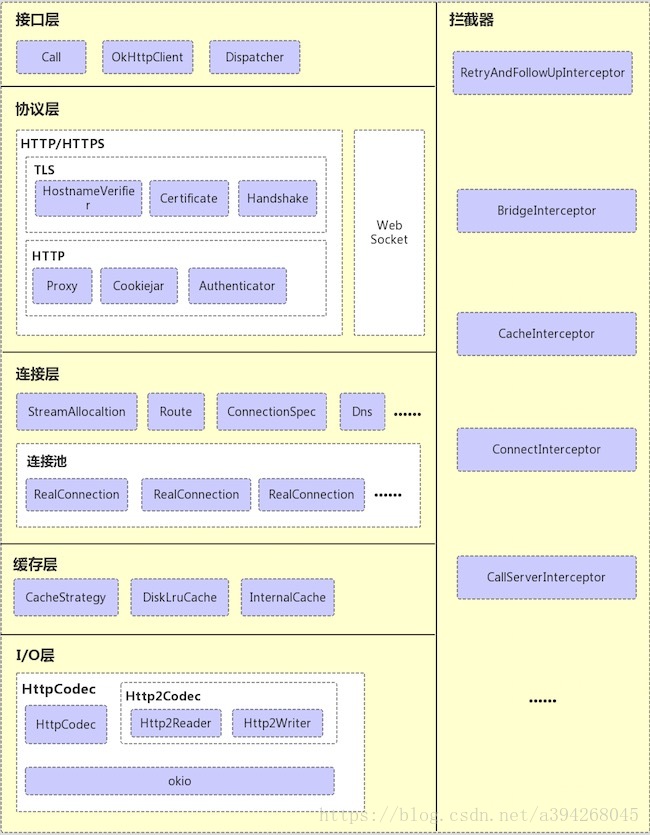 接口层
Call OkHttpClient Dispatcher
协议层
HTTP/HTTPS
TLS
HostnameVerifie
r
Certificate Handshake
HTTP
Proxy Cookiejar Authenticator
Web
Socket
连接层
StreamAllocaltion Route ConnectionSpec Dns ......
连接池
RealConnection RealConnection RealConnection ......
缓存层
CacheStrategy DiskLruCache InternalCache
I/O层
HttpCodec
HttpCodec
Http2Codec
Http2Reader Http2Writer
okio
拦截器
RetryAndFollowUpInterceptor
BridgeInterceptor
CacheInterceptor
ConnectInterceptor
CallServerInterceptor
......
https://blog.csdn.net/a394268045